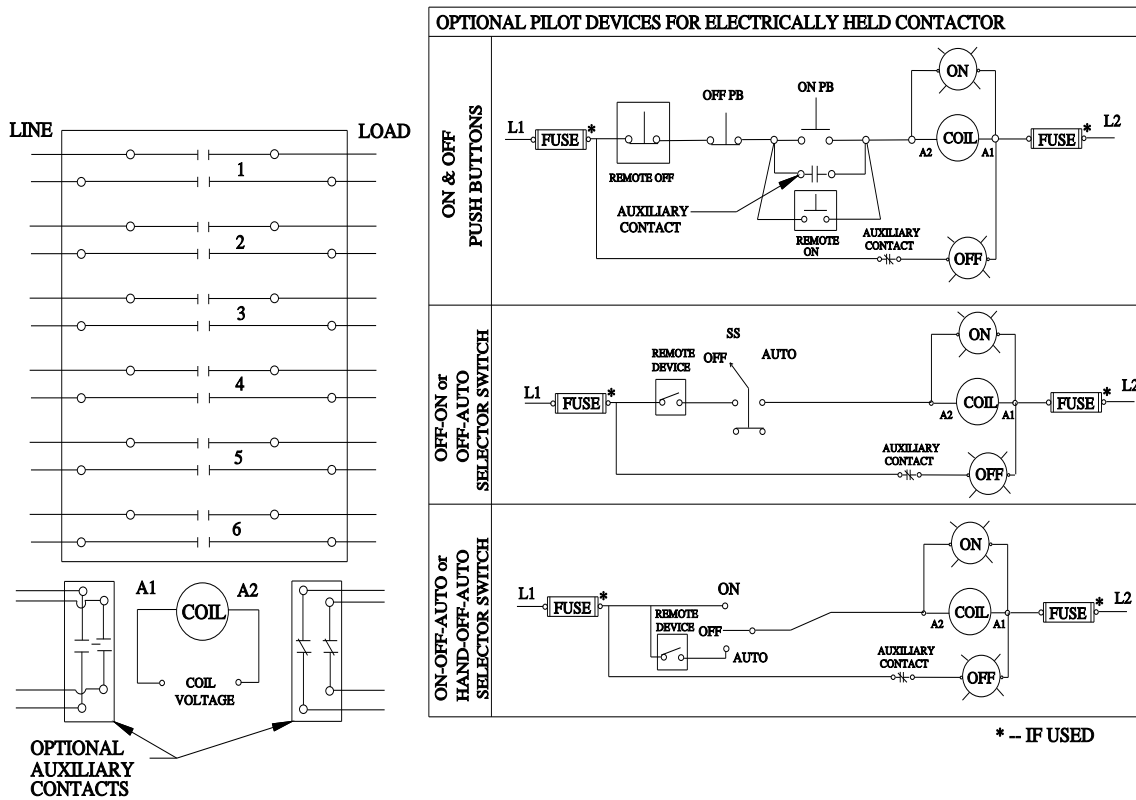 OPTIONAL PILOT DEVICES FOR ELECTRICALLY HELD CONTACTOR
LINE
LOAD
1
2
3
4
5
6
A1
COIL
A2
COIL
VOLTAGE
OPTIONAL
AUXILIARY
CONTACTS
ON & OFF
PUSH BUTTONS
L1
FUSE
*
REMOTE OFF
OFF PB
ON PB
AUXILIARY
CONTACT
REMOTE
ON
ON
A2
COIL
A1
FUSE
*
L2
AUXILIARY
CONTACT
OFF
OFF-ON or
OFF-AUTO
SELECTOR SWITCH
L1
FUSE
*
REMOTE
DEVICE
SS
OFF
AUTO
ON
A2
COIL
A1
FUSE
*
L2
AUXILIARY
CONTACT
OFF
ON-OFF-AUTO or
HAND-OFF-AUTO
SELECTOR SWITCH
L1
FUSE
*
REMOTE
DEVICE
ON
OFF
AUTO
ON
A2
COIL
A1
FUSE
*
L2
AUXILIARY
CONTACT
OFF
* -- IF USED